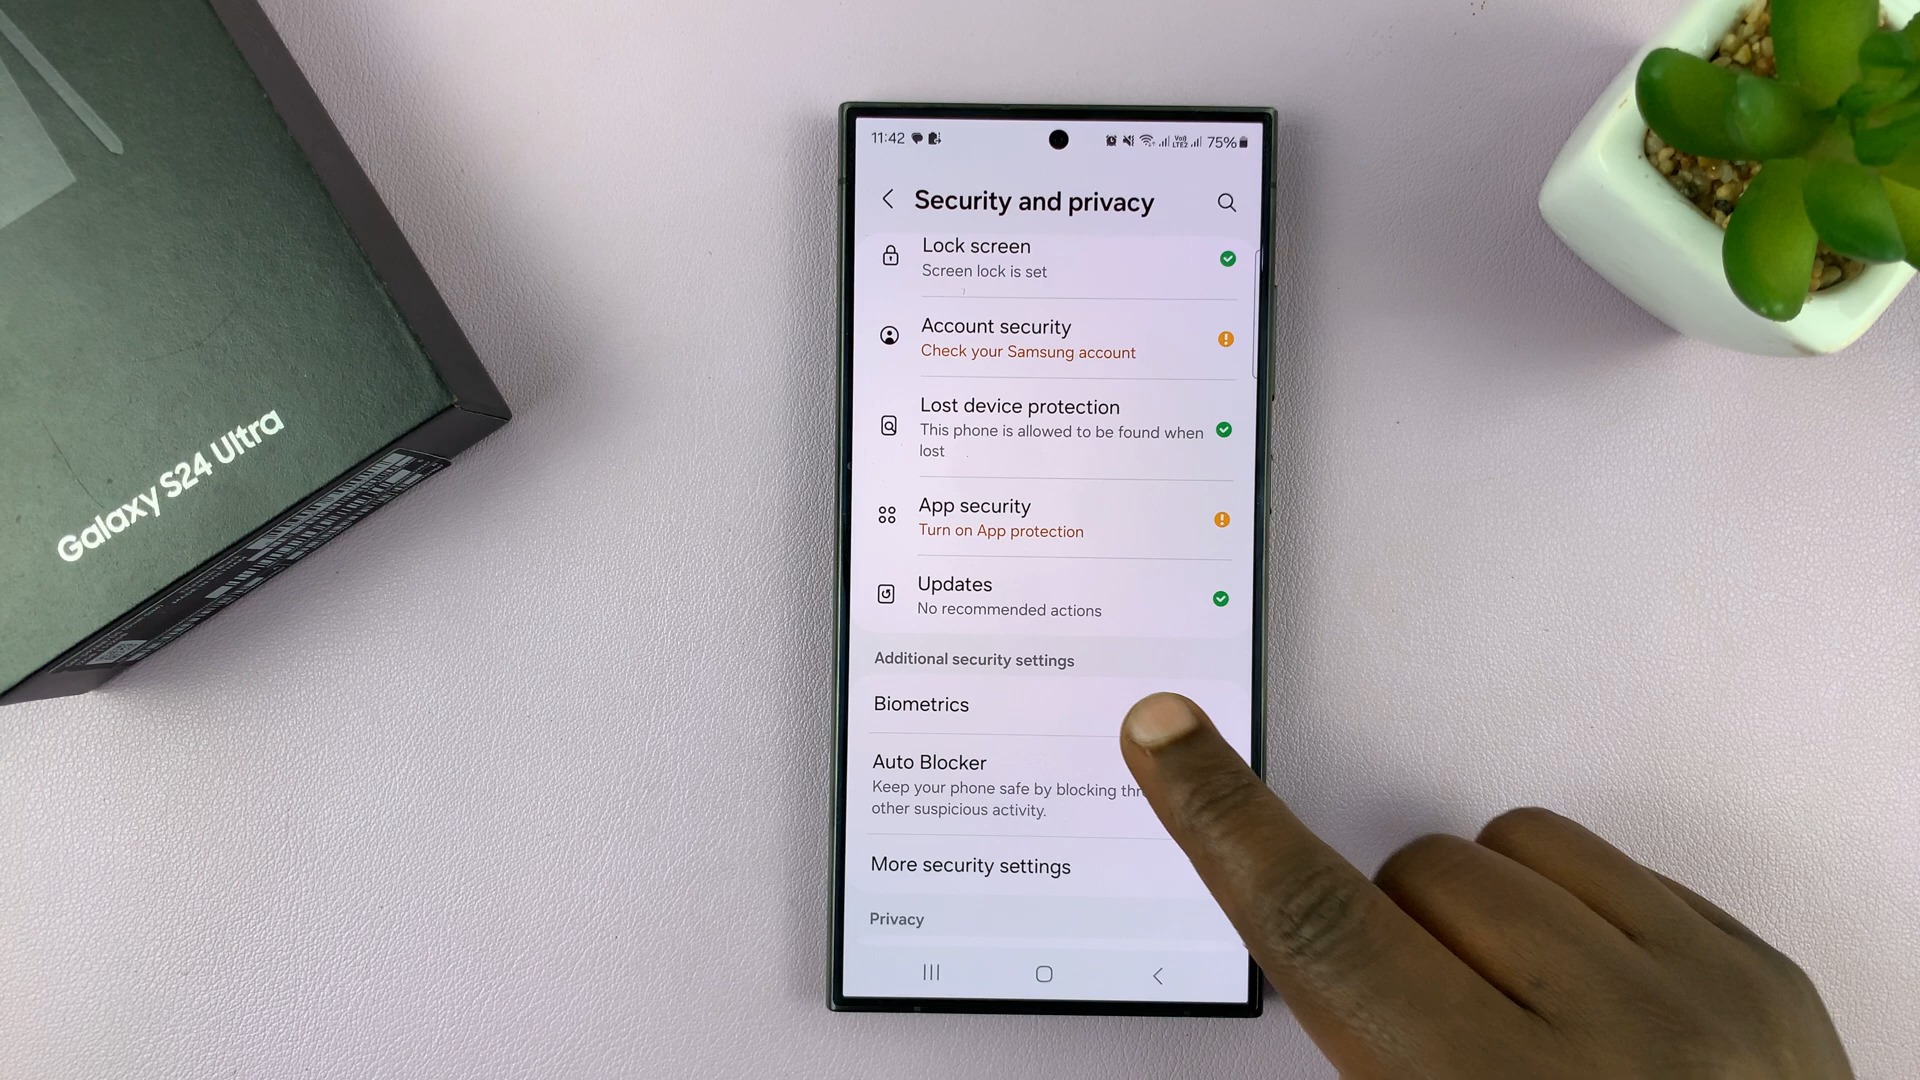 Galaxy S24 Ultra
11:42
75%
Security and privacy
Lock screen
Screen lock is set
Account security
Check your Samsung account
Lost device protection
This phone is allowed to be found when
lost
App security
Turn on App protection
Updates
No recommended actions
Additional security settings
Biometrics
Auto Blocker
Keep your phone safe by blocking
other suspicious activity.
More security settings
Privacy